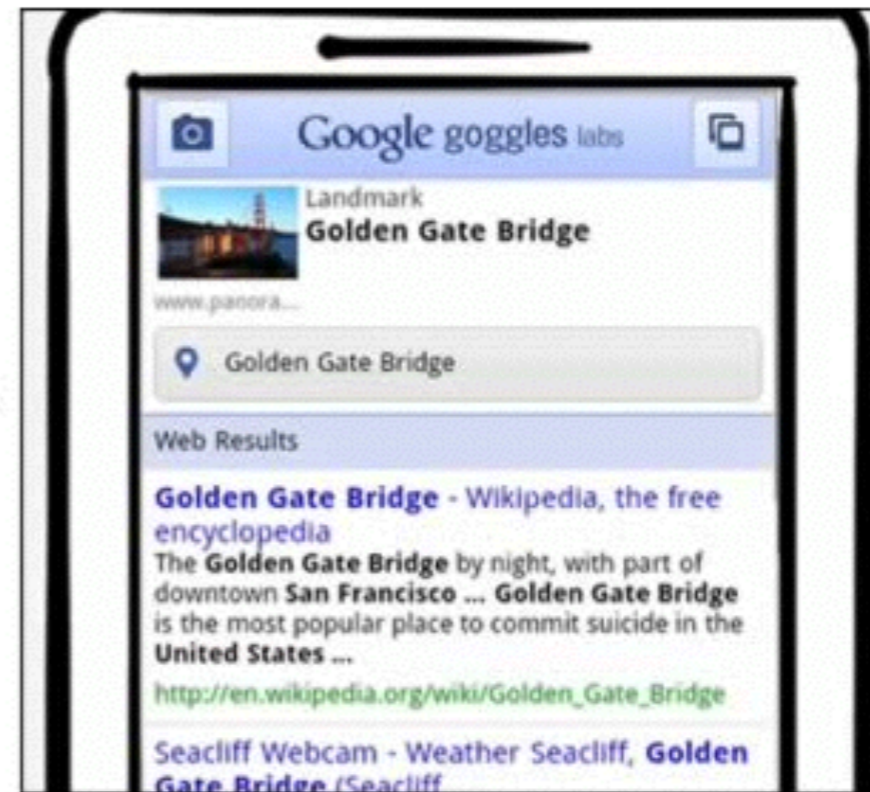 Google goggles labs
Landmark
Golden Gate Bridge
www.panora...
Golden Gate Bridge
Web Results
Golden Gate Bridge - Wikipedia, the free
encyclopedia
The Golden Gate Bridge by night, with part of
downtown San Francisco ... Golden Gate Bridge
is the most popular place to commit suicide in the
United States ...
http://en.wikipedia.org/wiki/Golden_Gate_Bridge
Seacliff Webcam - Weather Seacliff, Golden
Gate Bridge (Seacliff